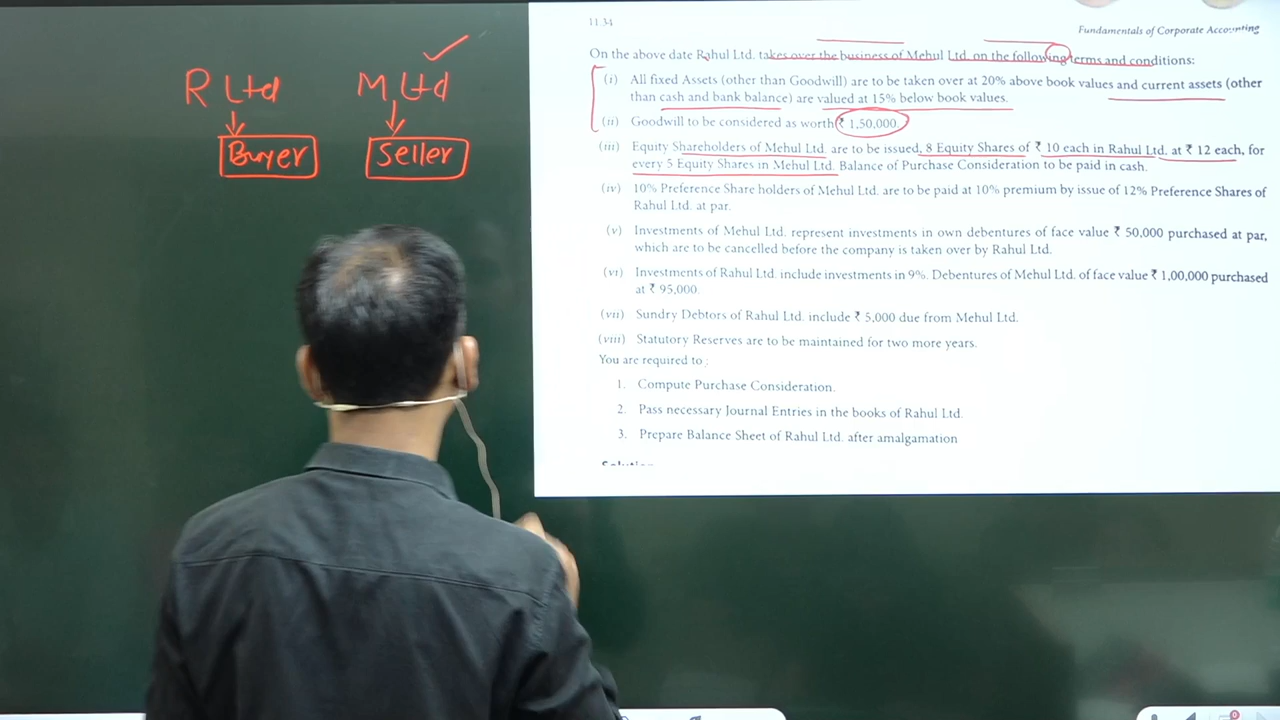 R Ltd
M Ltd
Buyer
Seller
11.34
Fundamentals of Corporate Accounting
On the above date Rahul Ltd. takes over the business of Mehul Ltd. on the following terms and conditions:
(i) All fixed Assets (other than Goodwill) are to be taken over at 20% above book values and current assets (other
than cash and bank balance) are valued at 15% below book values.
(ii) Goodwill to be considered as worth ₹ 1,50,000.
(iii) Equity Shareholders of Mehul Ltd. are to be issued, 8 Equity Shares of ₹ 10 each in Rahul Ltd. at ₹ 12 each, for
every 5 Equity Shares in Mehul Ltd. Balance of Purchase Consideration to be paid in cash.
(iv) 10% Preference Share holders of Mehul Ltd. are to be paid at 10% premium by issue of 12% Preference Shares of
Rahul Ltd. at par.
(v) Investments of Mehul Ltd. represent investments in own debentures of face value ₹ 50,000 purchased at par,
which are to be cancelled before the company is taken over by Rahul Ltd.
(vi) Investments of Rahul Ltd. include investments in 9%. Debentures of Mehul Ltd. of face value ₹ 1,00,000 purchased
at ₹ 95,000.
(vii) Sundry Debtors of Rahul Ltd. include ₹ 5,000 due from Mehul Ltd.
(viii) Statutory Reserves are to be maintained for two more years.
You are required to :
1. Compute Purchase Consideration.
2. Pass necessary Journal Entries in the books of Rahul Ltd.
3. Prepare Balance Sheet of Rahul Ltd. after amalgamation